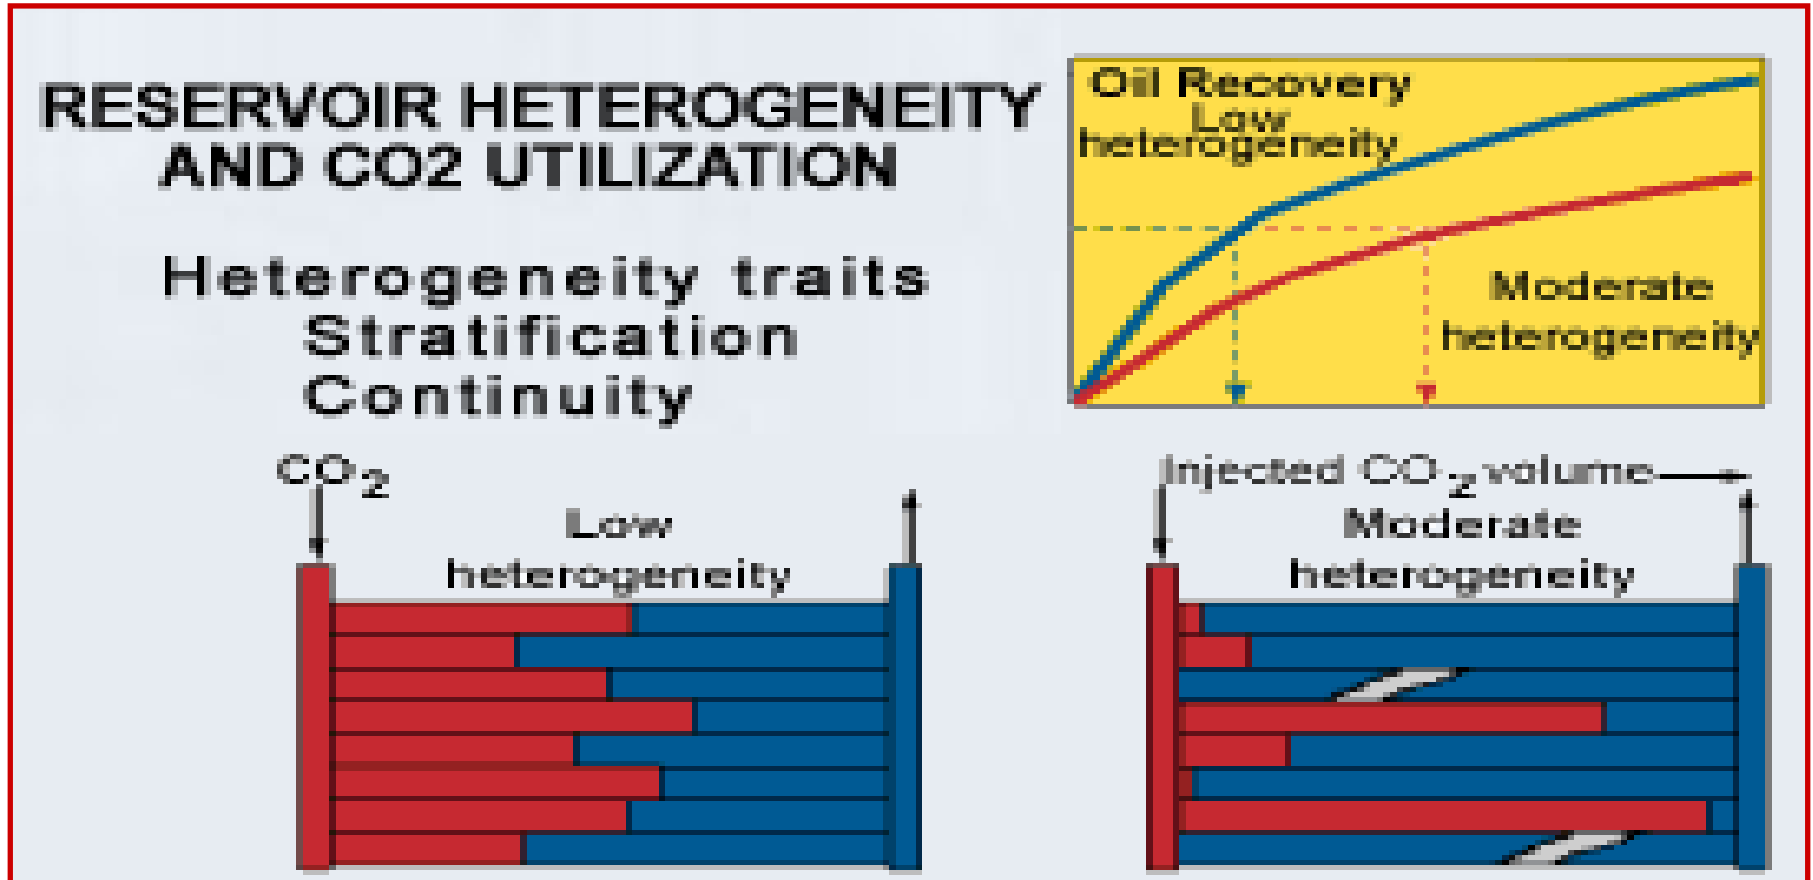 RESERVOIR HETEROGENEITY
AND CO2 UTILIZATION
Heterogeneity traits
Stratification
Continuity
Oil Recovery
Low
heterogeneity
Moderate
heterogeneity
CO₂
Low
heterogeneity
Injected CO₂ volume
Moderate
heterogeneity